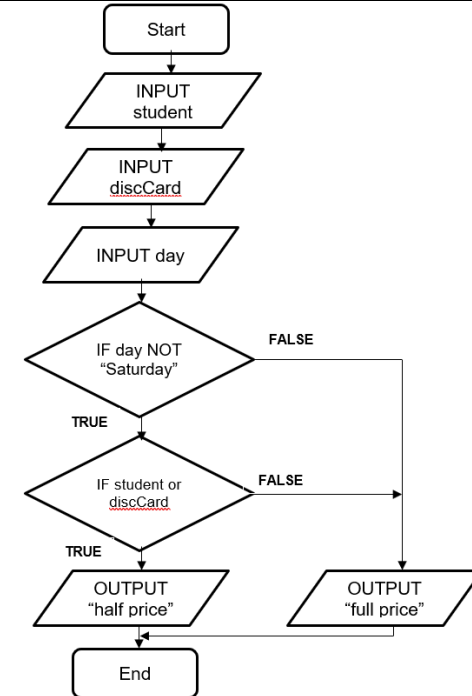 Start
INPUT
student
INPUT
discCard
INPUT day
IF day NOT
“Saturday”
FALSE
TRUE
IF student or
discCard
FALSE
TRUE
OUTPUT
“half price”
OUTPUT
“full price”
End